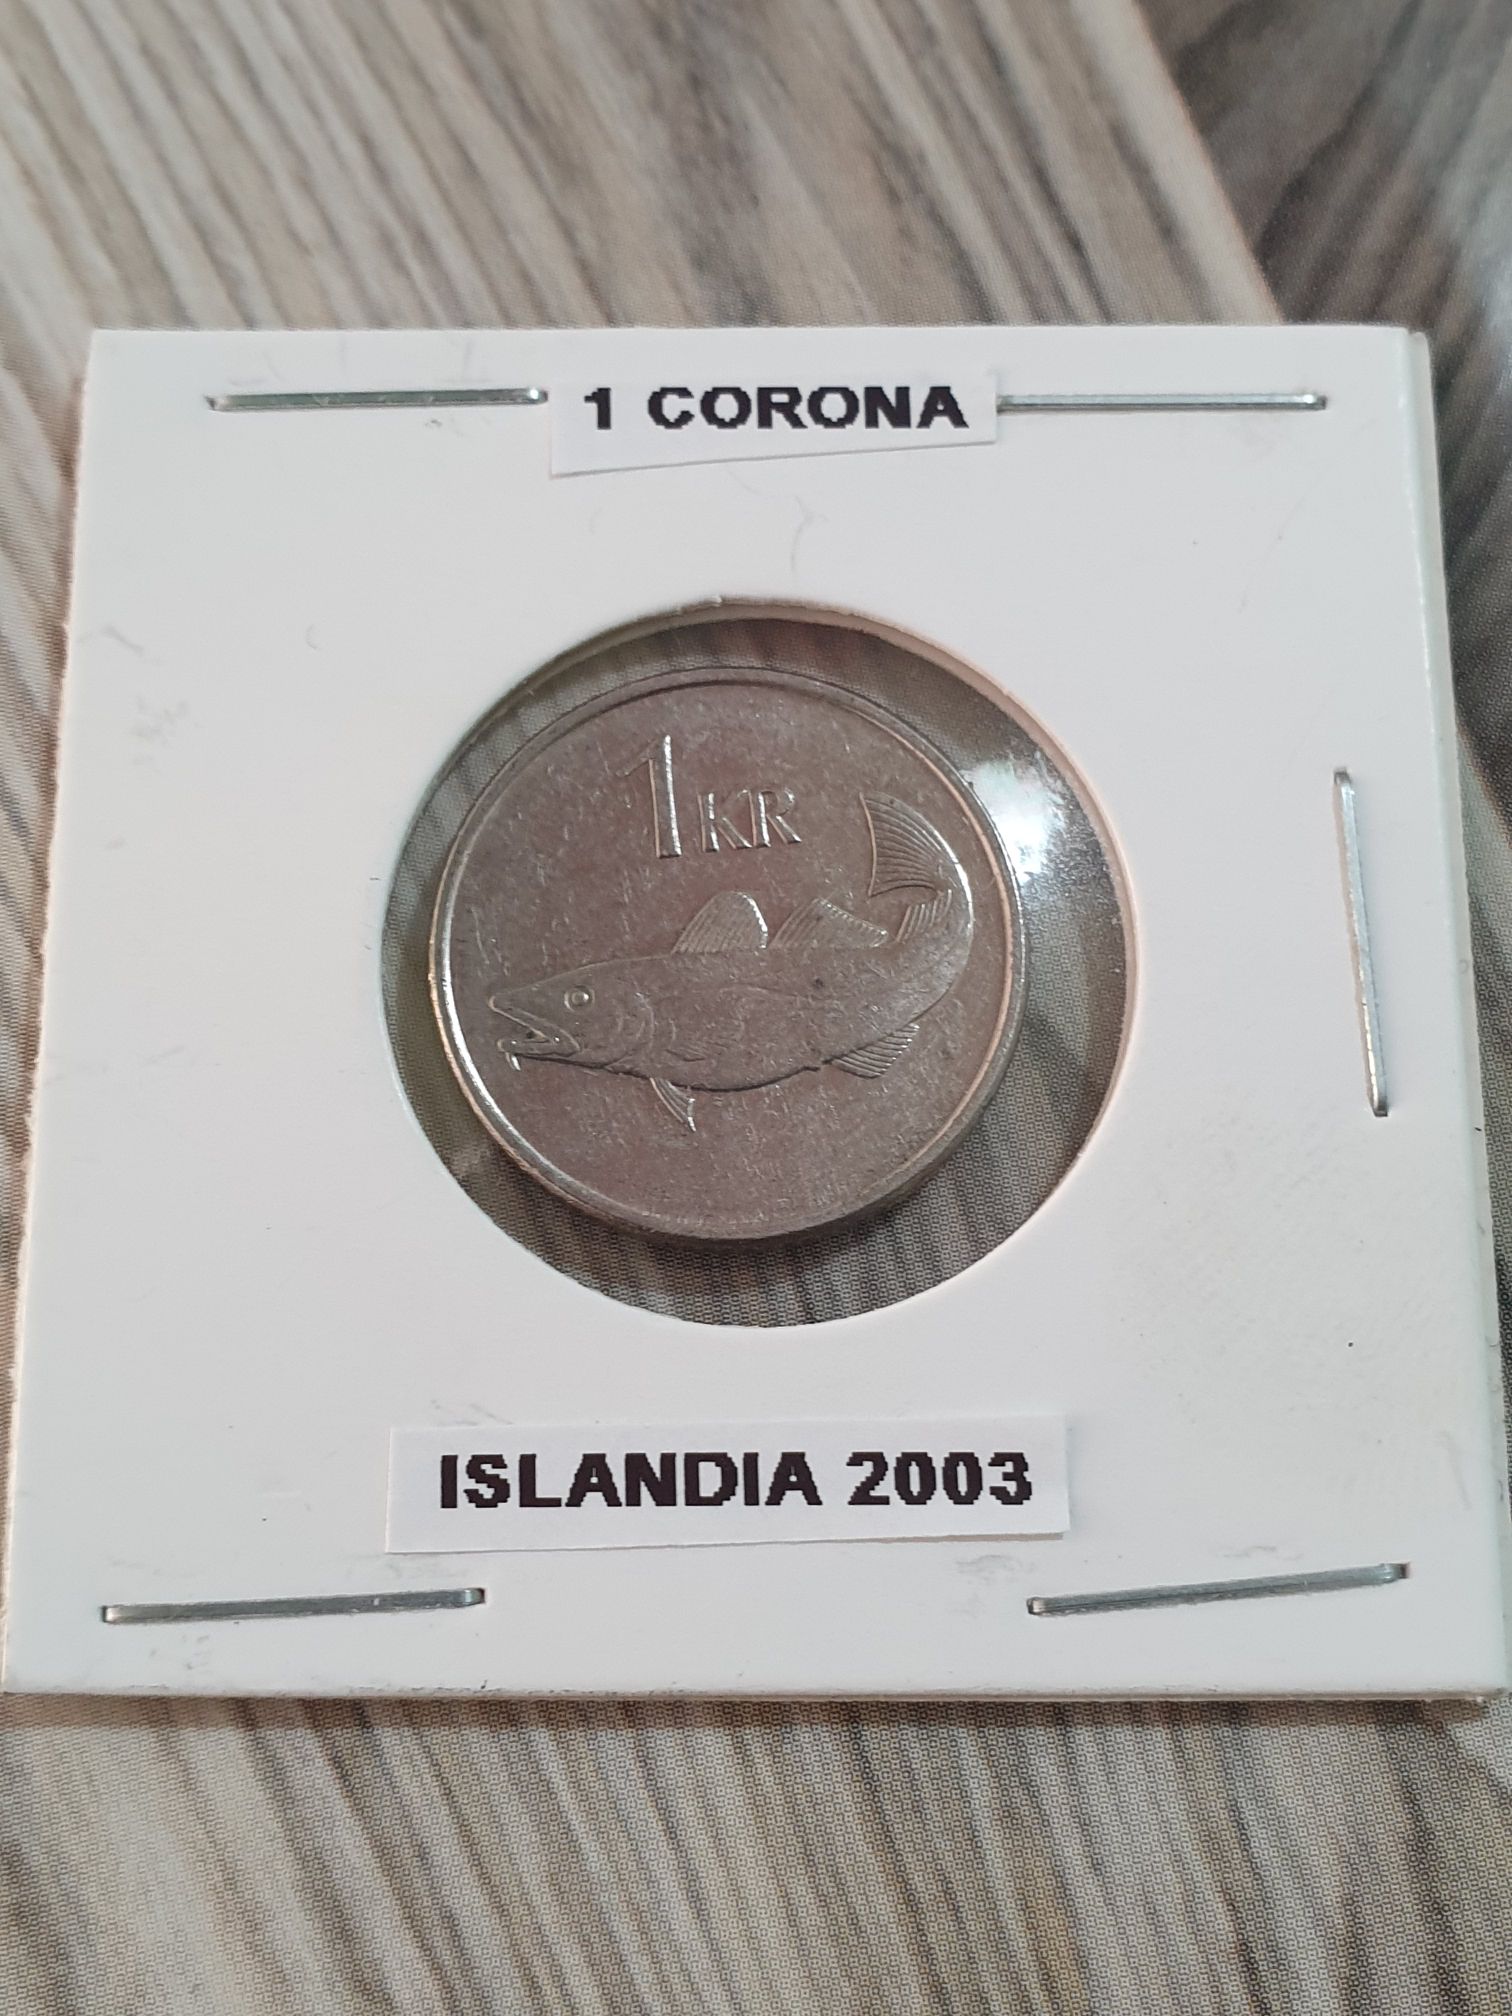 1 CORONA
1 KR
ISLANDIA 2003